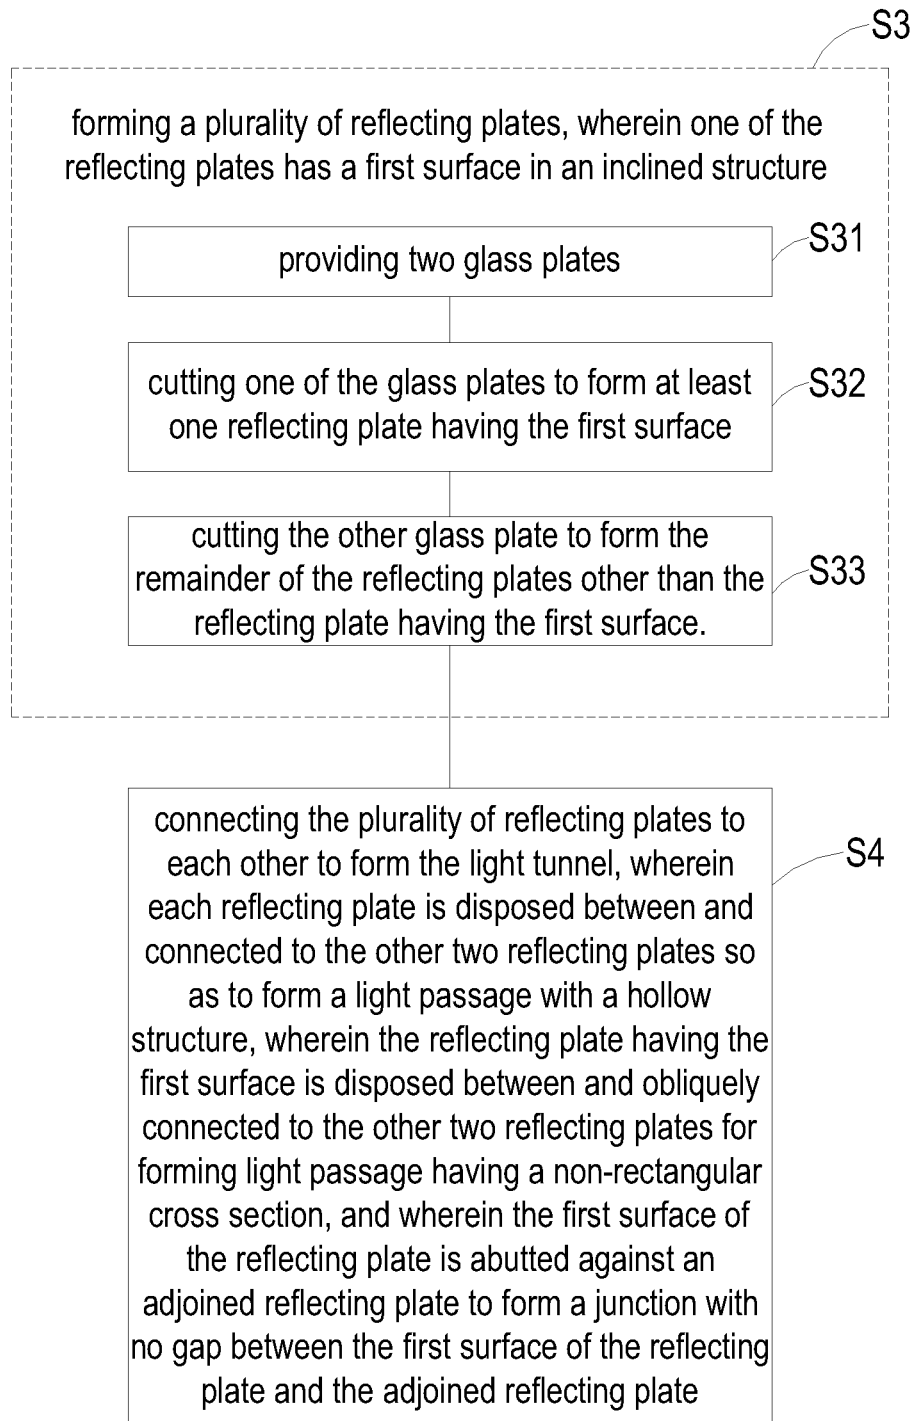 S3
forming a plurality of reflecting plates, wherein one of the
reflecting plates has a first surface in an inclined structure
S31
providing two glass plates
S32
cutting one of the glass plates to form at least
one reflecting plate having the first surface
cutting the other glass plate to form the
remainder of the reflecting plates other than the
reflecting plate having the first surface.
S33
connecting the plurality of reflecting plates to
each other to form the light tunnel, wherein
each reflecting plate is disposed between and
connected to the other two reflecting plates so
as to form a light passage with a hollow
structure, wherein the reflecting plate having the
first surface is disposed between and obliquely
connected to the other two reflecting plates for
forming light passage having a non-rectangular
cross section, and wherein the first surface of
the reflecting plate is abutted against an
adjoined reflecting plate to form a junction with
no gap between the first surface of the reflecting
plate and the adjoined reflecting plate
S4